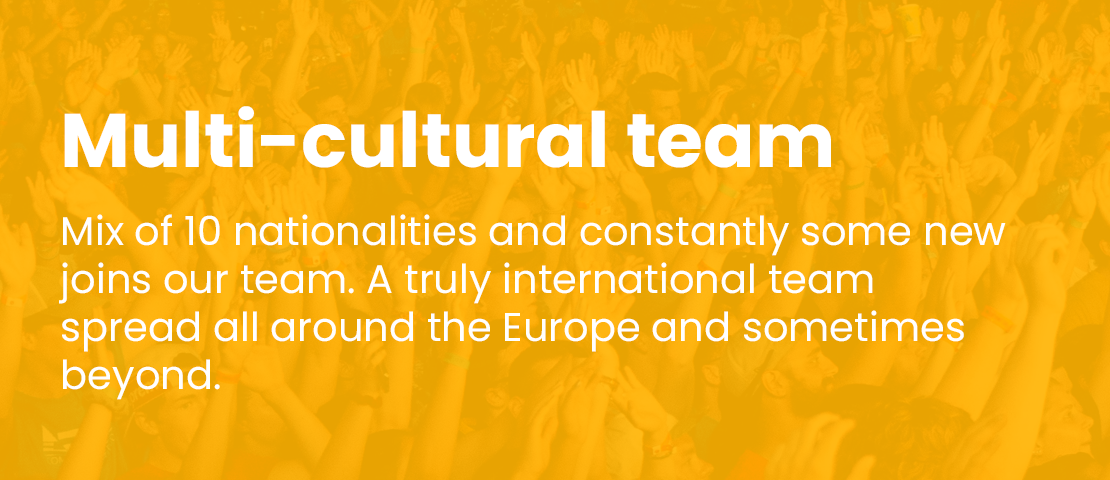 Multi-cultural team
Mix of 10 nationalities and constantly some new
joins our team. A truly international team
spread all around the Europe and sometimes
beyond.